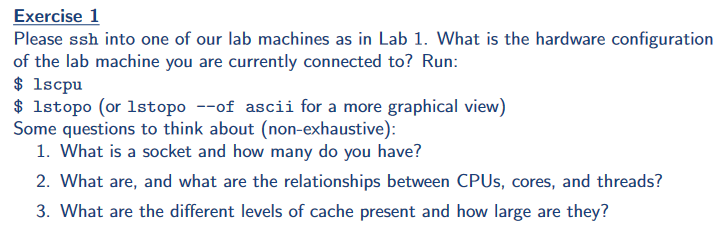 Exercise 1
Please ssh into one of our lab machines as in Lab 1. What is the hardware configuration
of the lab machine you are currently connected to? Run:
$ lscpu
$ lstopo (or lstopo --of ascii for a more graphical view)
Some questions to think about (non-exhaustive):
1. What is a socket and how many do you have?
2. What are, and what are the relationships between CPUs, cores, and threads?
3. What are the different levels of cache present and how large are they?